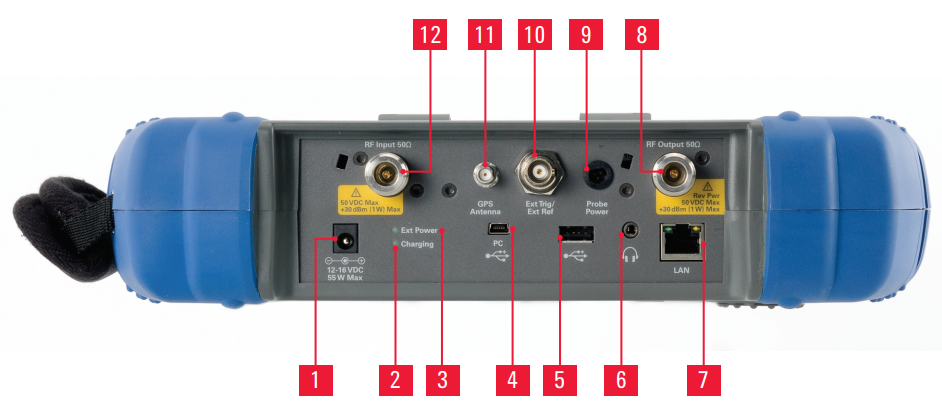 12
11
10
9
8
RF Input 50Ω
RF Output 50Ω
50 VDC Max
+30 dBm (1 W) Max
GPS
Antenna
Ext Trig/
Ext Ref
Probe
Power
Rev Pwr
50 VDC Max
+30 dBm (1 W) Max
Ext Power
Charging
PC
12-16 VDC
55 W Max
LAN
1
2
3
4
5
6
7